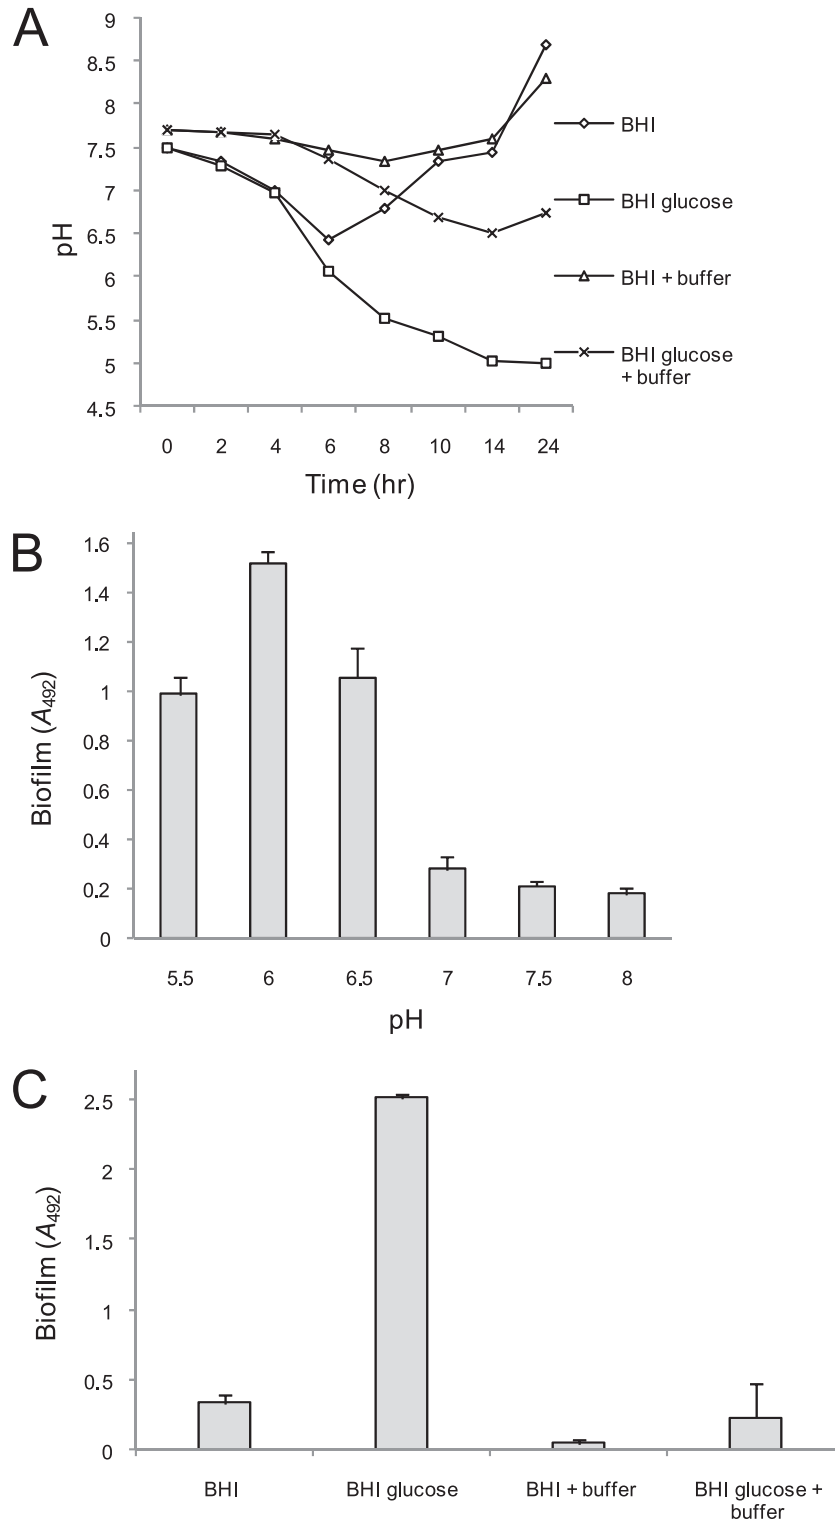 A
9
8.5
8
7.5
7
6.5
6
5.5
5
4.5
pH
0 2 4 6 8 10 14 24
Time (hr)
BHI
BHI glucose
BHI + buffer
BHI glucose
+ buffer
B
1.6
1.4
1.2
1
0.8
0.6
0.4
0.2
0
Biofilm (A492)
5.5 6 6.5 7 7.5 8
pH
C
2.5
2
1.5
1
0.5
0
Biofilm (A492)
BHI BHI glucose BHI + buffer BHI glucose +
buffer